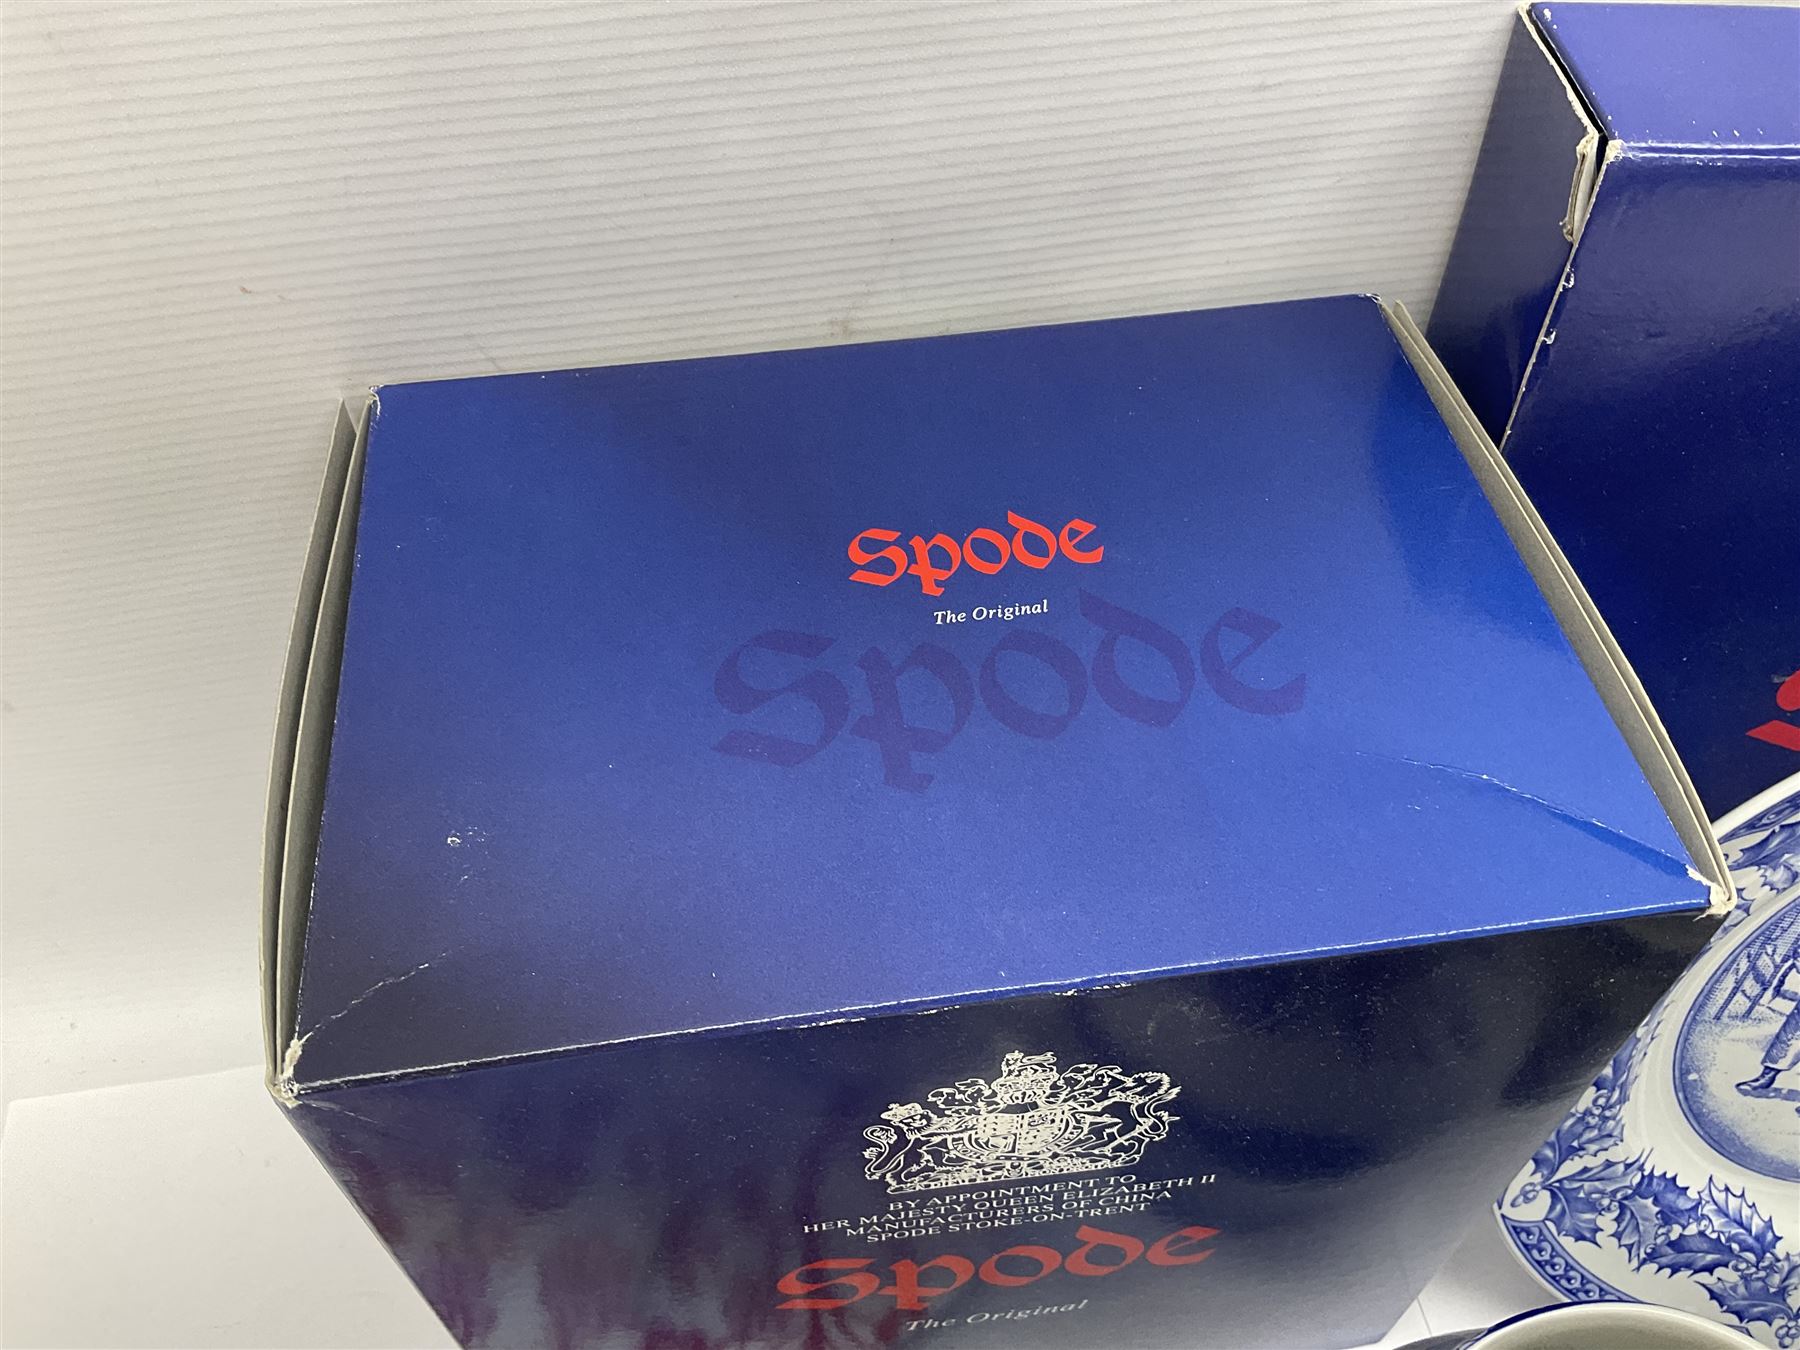 Spode
The Original
Spode
BY APPOINTMENT TO
HER MAJESTY QUEEN ELIZABETH II
MANUFACTURERS OF CHINA
SPODE STOKE-ON-TRENT
Spode
The Original